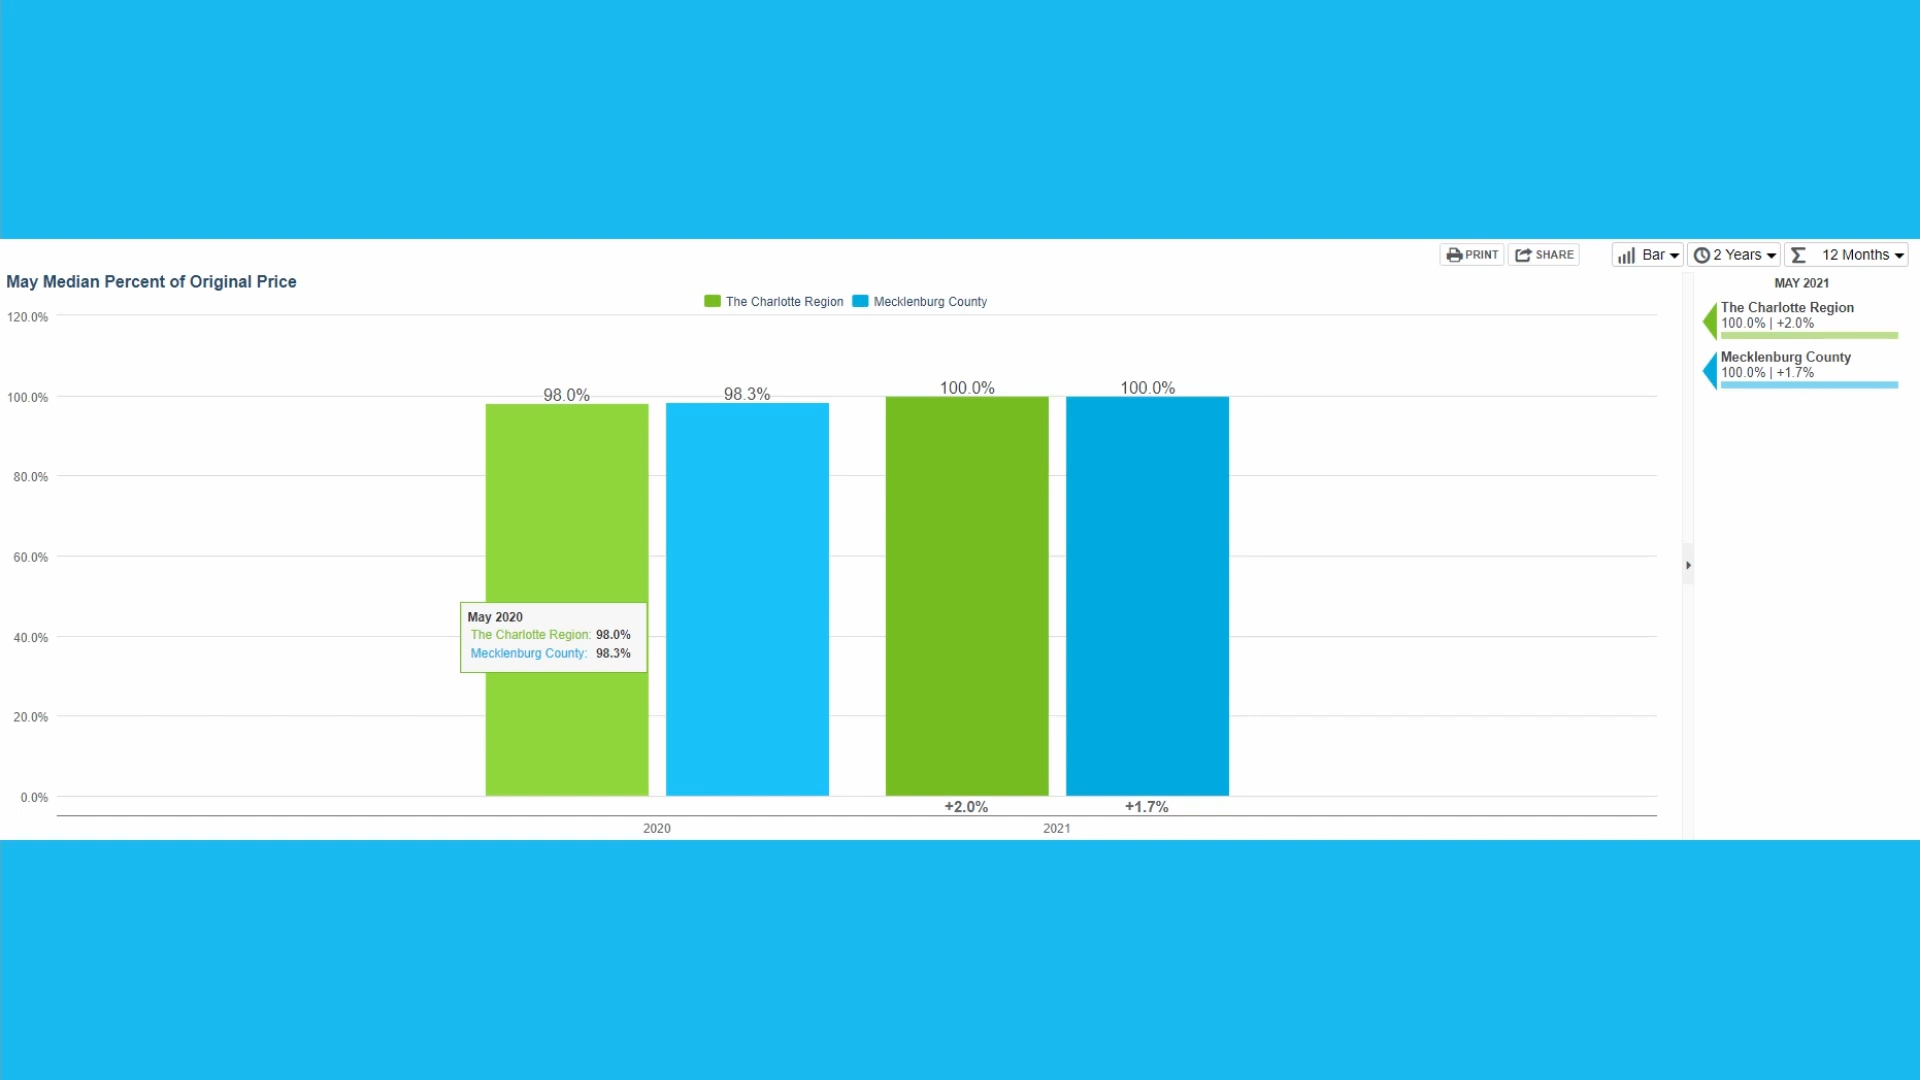 PRINT
SHARE
Bar
2 Years
12 Months
May Median Percent of Original Price
The Charlotte Region
Mecklenburg County
MAY 2021
The Charlotte Region
100.0% | +2.0%
Mecklenburg County
100.0% | +1.7%
120.0%
100.0%
80.0%
60.0%
40.0%
20.0%
0.0%
98.0%
98.3%
100.0%
100.0%
May 2020
The Charlotte Region: 98.0%
Mecklenburg County: 98.3%
+2.0%
+1.7%
2020
2021